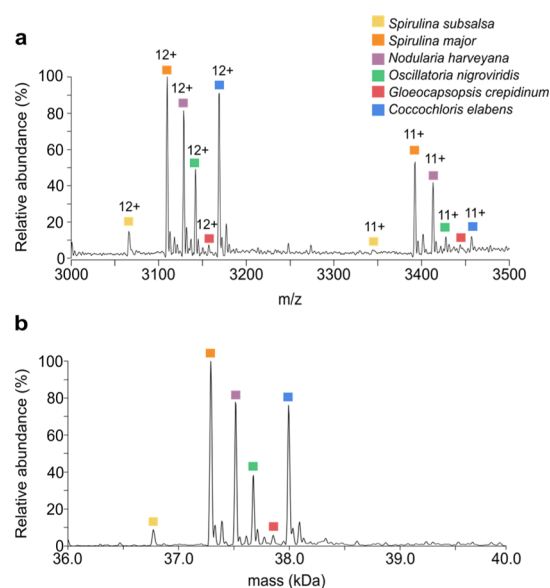 a
Spirulina subsalsa
Spirulina major
Nodularia harveyana
Oscillatoria nigroviridis
Gloeocapsopsis crepidinum
Coccochloris elabens
Relative abundance (%)
100
80
60
40
20
0
12+
12+
12+
12+
12+
12+
11+
11+
11+
11+
11+
3000
3100
3200
3300
3400
3500
m/z
b
Relative abundance (%)
100
80
60
40
20
0
36.0
37.0
38.0
39.0
40.0
mass (kDa)